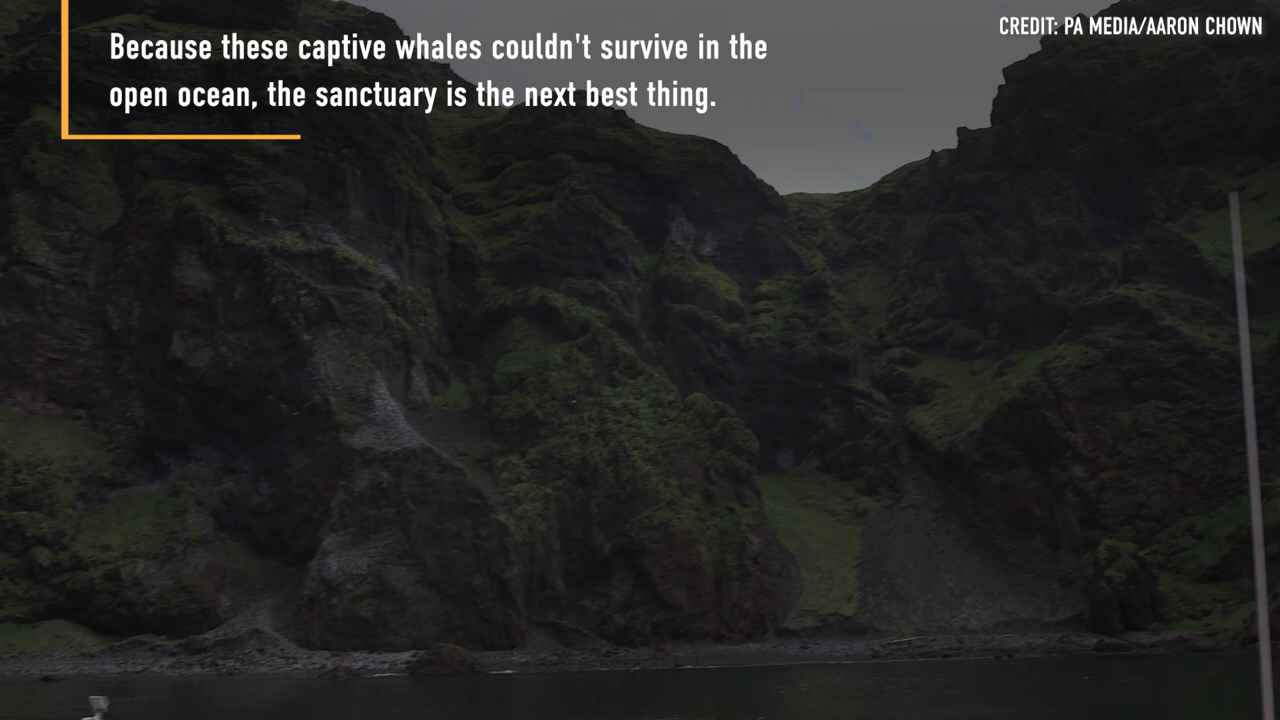 Because these captive whales couldn't survive in the
open ocean, the sanctuary is the next best thing.
CREDIT: PA MEDIA/AARON CHOWN